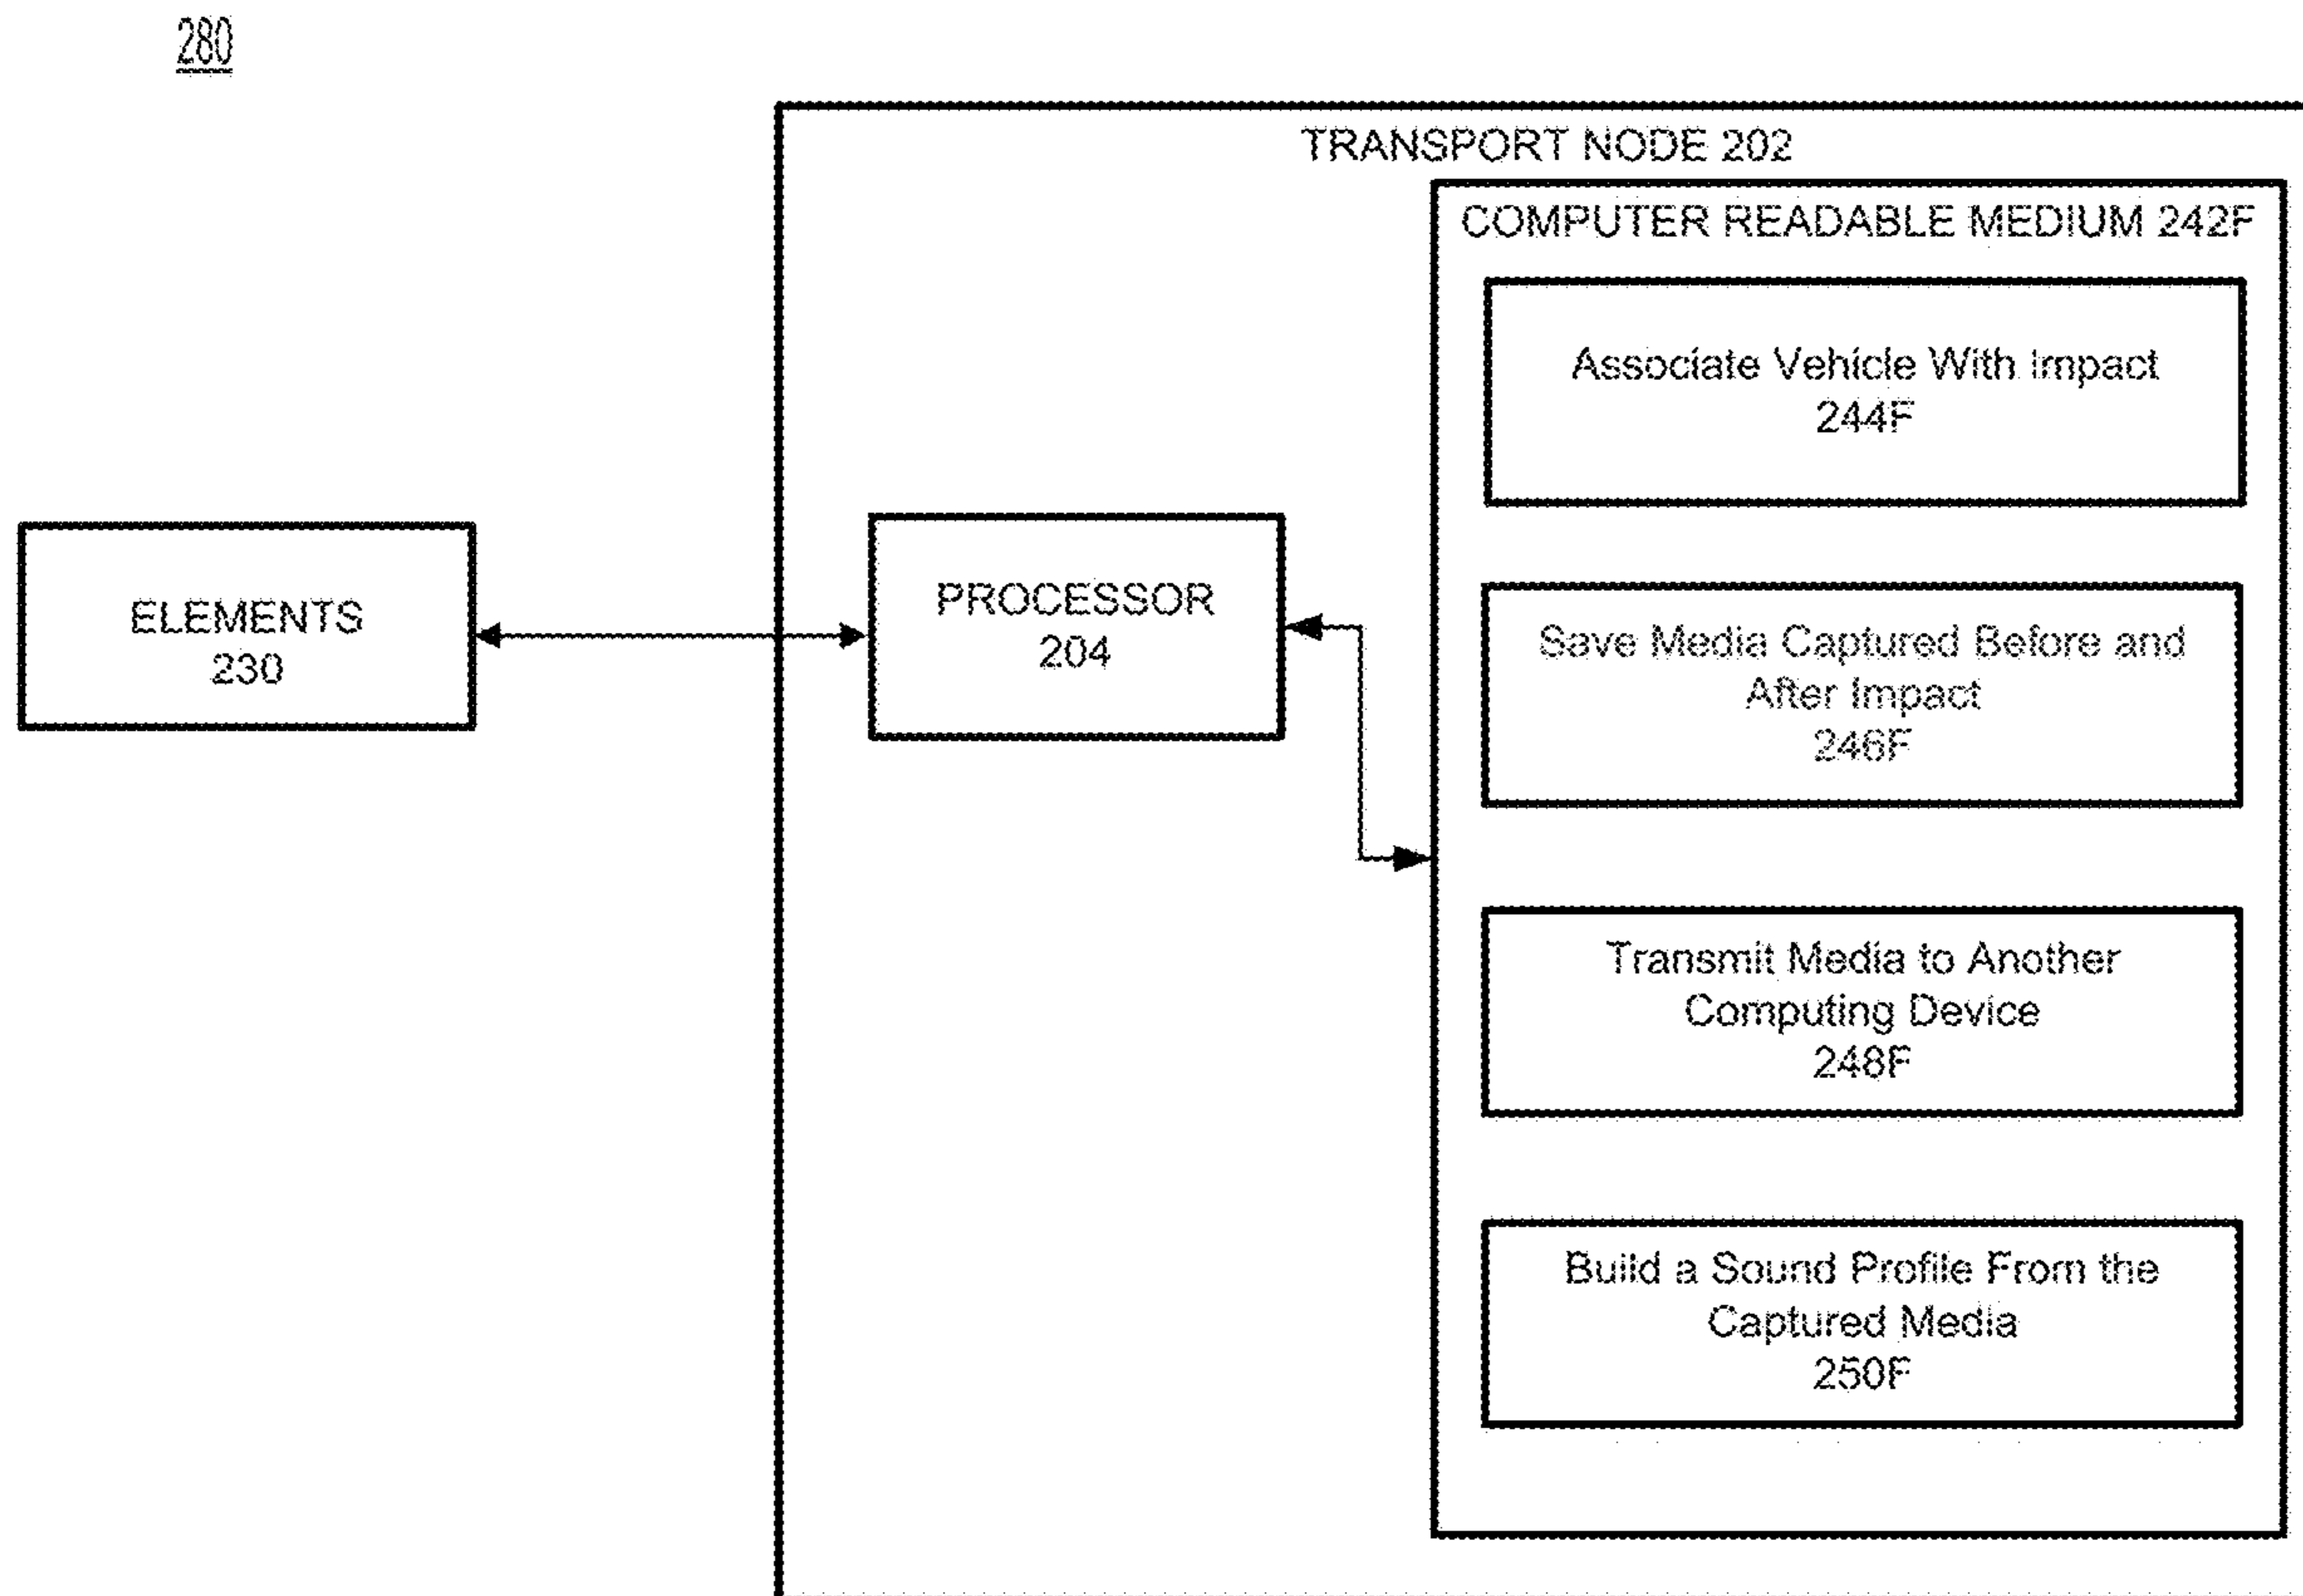 280
TRANSPORT NODE 202
COMPUTER READABLE MEDIUM 242F
Associate Vehicle With Impact
244F
ELEMENTS
230
PROCESSOR
204
Save Media Captured Before and
After Impact
246F
Transmit Media to Another
Computing Device
248F
Build a Sound Profile From the
Captured Media
250F